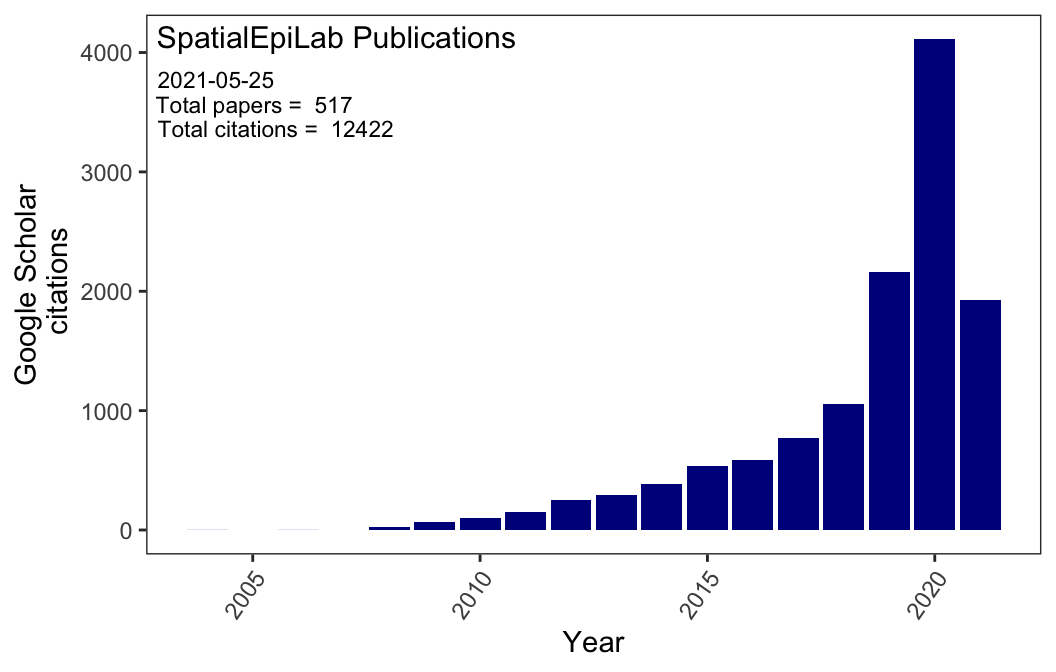 SpatialEpiLab Publications
2021-05-25
Total papers = 517
Total citations = 12422
Google Scholar
citations
4000
3000
2000
1000
0
2005
2010
2015
2020
Year